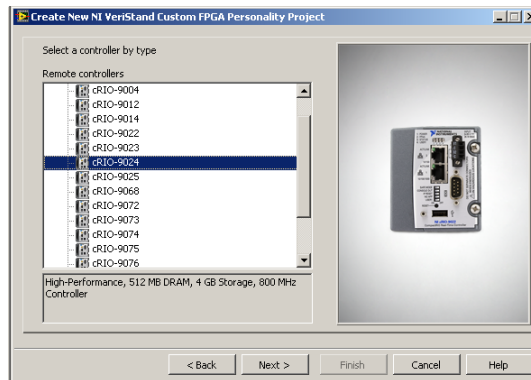 Create New NI VeriStand Custom FPGA Personality Project
Select a controller by type
Remote controllers
cRIO-9004
cRIO-9012
cRIO-9014
cRIO-9022
cRIO-9023
cRIO-9024
cRIO-9025
cRIO-9068
cRIO-9072
cRIO-9073
cRIO-9074
cRIO-9075
cRIO-9076
High-Performance, 512 MB DRAM, 4 GB Storage, 800 MHz
Controller
< Back
Next >
Finish
Cancel
Help